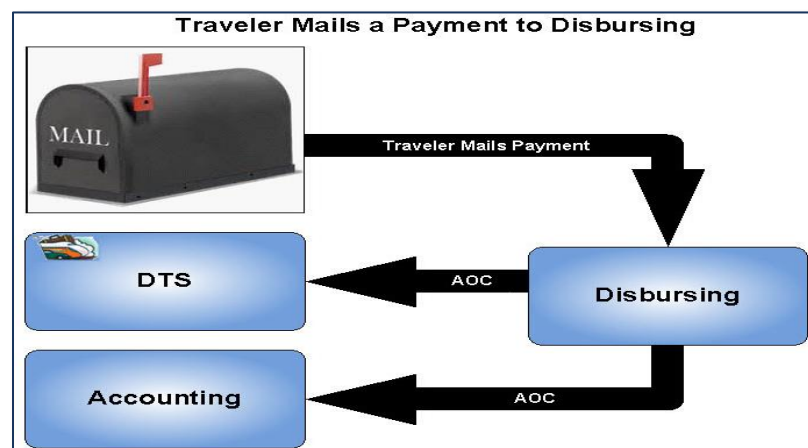 Traveler Mails a Payment to Disbursing
MAIL
Traveler Mails Payment
DTS
AOC
Disbursing
Accounting
AOC